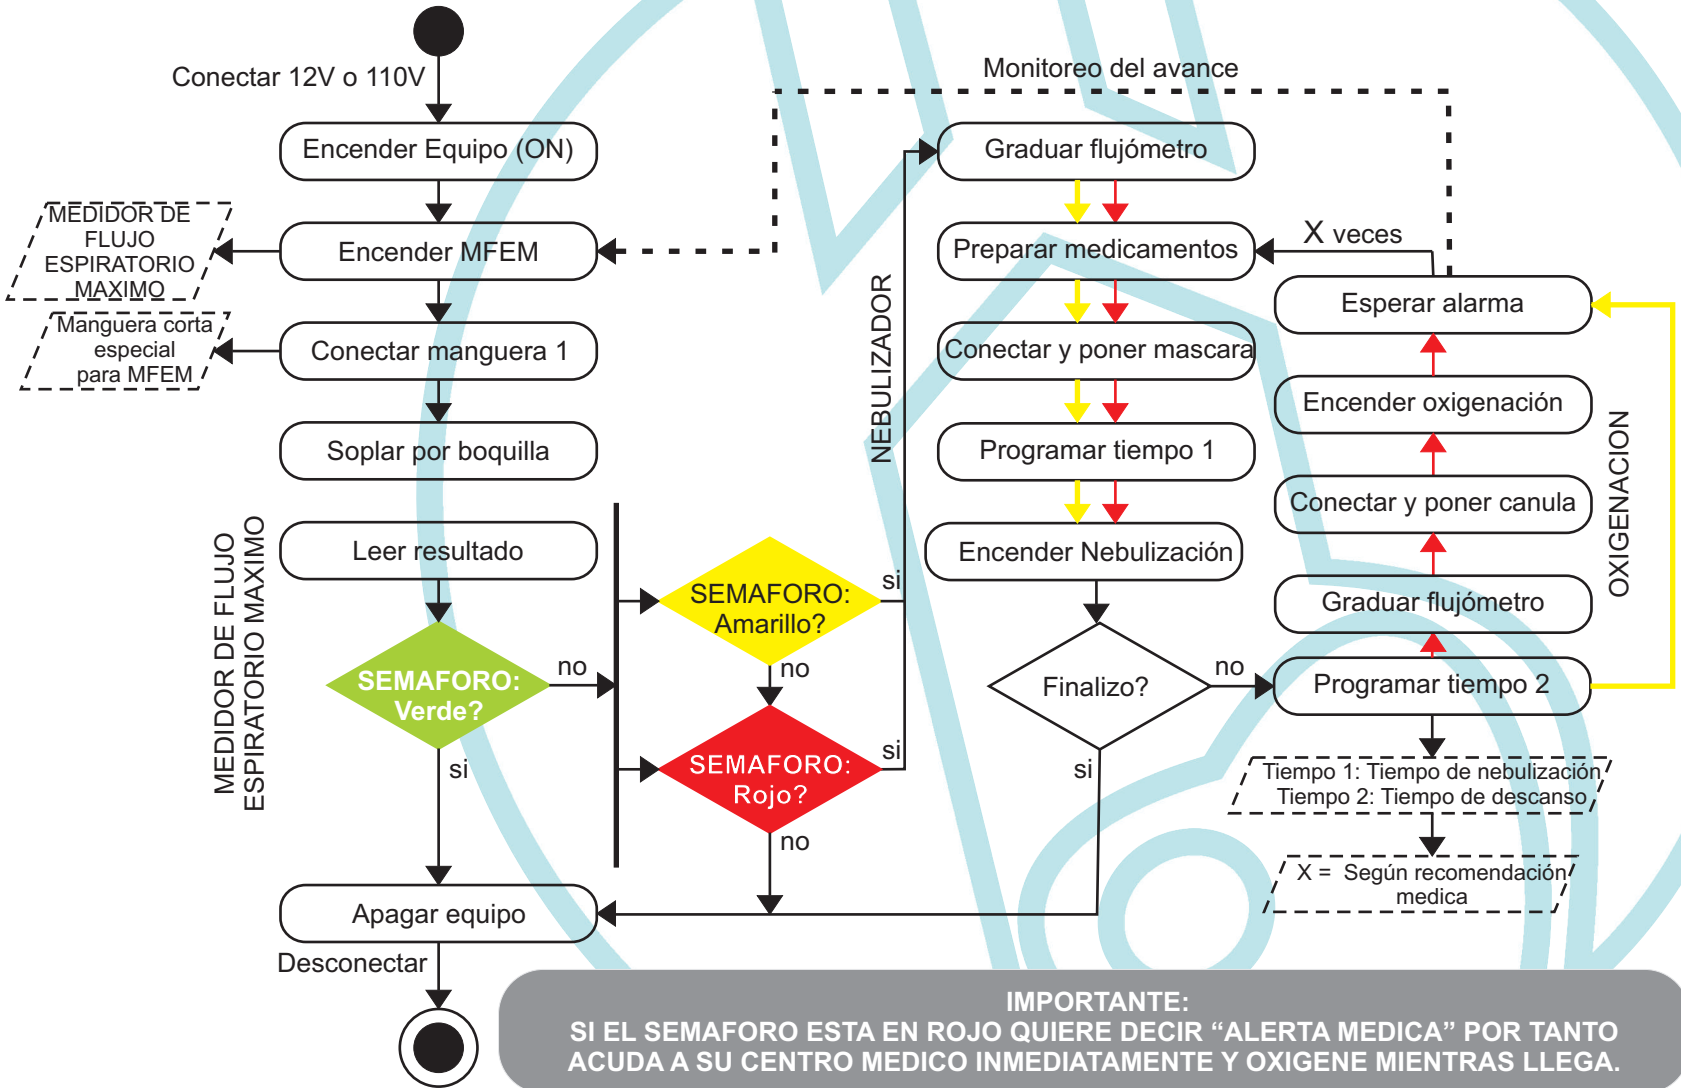 Conectar 12V o 110V
Encender Equipo (ON)
MEDIDOR DE
FLUJO
ESPIRATORIO
MAXIMO
Encender MFEM
Manguera corta
especial
para MFEM
Conectar manguera 1
Soplar por boquilla
Leer resultado
MEDIDOR DE FLUJO
ESPIRATORIO MAXIMO
SEMAFORO:
Verde?
no
si
SEMAFORO:
Amarillo?
si
no
SEMAFORO:
Rojo?
si
no
Apagar equipo
Desconectar
Monitoreo del avance
NEBULIZADOR
Graduar flujómetro
Preparar medicamentos
Conectar y poner mascara
Programar tiempo 1
Encender Nebulización
Finalizo?
no
si
X veces
Esperar alarma
Encender oxigenación
Conectar y poner canula
Graduar flujómetro
Programar tiempo 2
OXIGENACION
Tiempo 1: Tiempo de nebulización
Tiempo 2: Tiempo de descanso
X = Según recomendación
medica
IMPORTANTE:
SI EL SEMAFORO ESTA EN ROJO QUIERE DECIR “ALERTA MEDICA” POR TANTO
ACUDA A SU CENTRO MEDICO INMEDIATAMENTE Y OXIGENE MIENTRAS LLEGA.